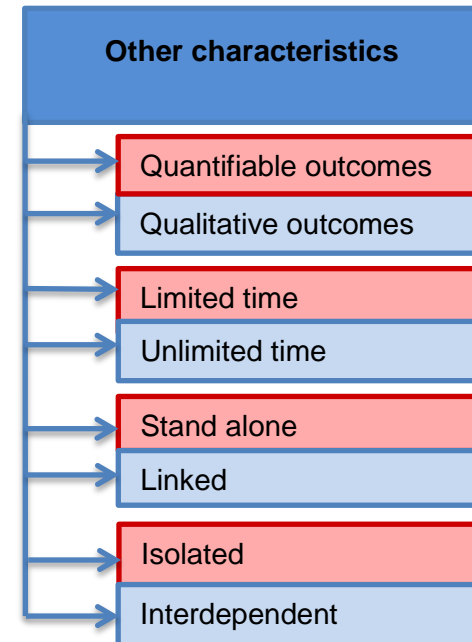 Other characteristics
Quantifiable outcomes
Qualitative outcomes
Limited time
Unlimited time
Stand alone
Linked
Isolated
Interdependent